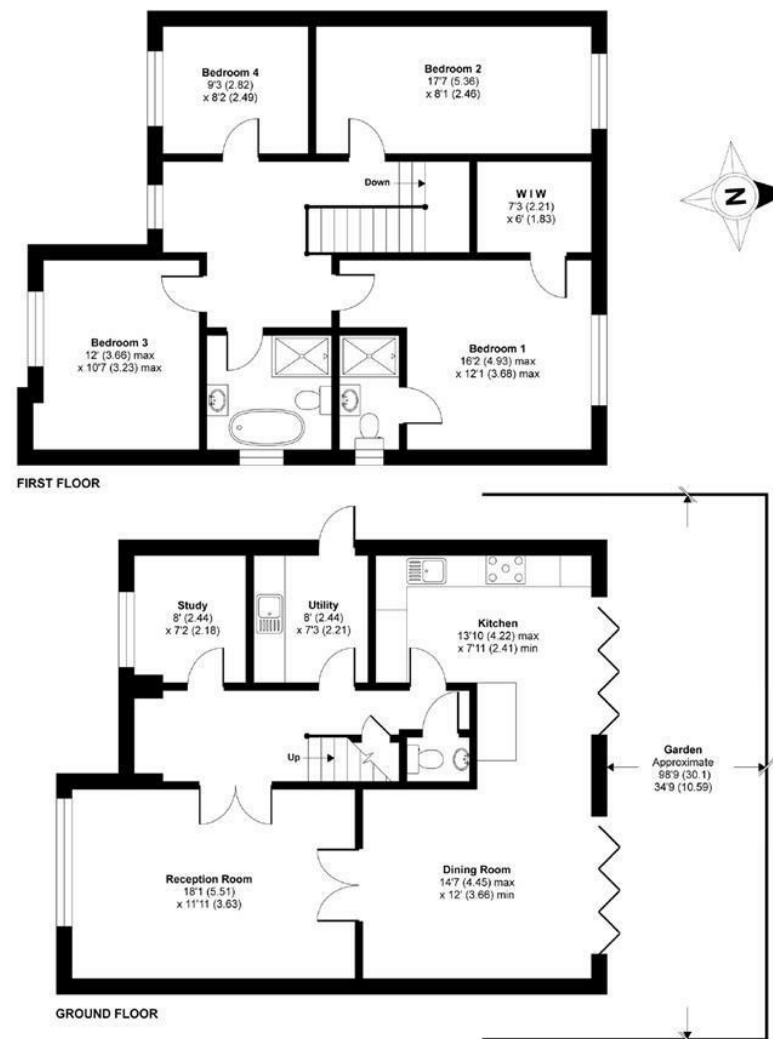 Bedroom 4
9'3 (2.82)
x 8'2 (2.49)
Bedroom 2
17'7 (5.36)
x 8'1 (2.46)
Down
W I W
7'3 (2.21)
x 6' (1.83)
N
Bedroom 3
12' (3.66) max
x 10'7 (3.23) max
Bedroom 1
16'2 (4.93) max
x 12'1 (3.68) max
FIRST FLOOR
Study
8' (2.44)
x 7'2 (2.18)
Utility
8' (2.44)
x 7'3 (2.21)
Kitchen
13'10 (4.22) max
x 7'11 (2.41) min
Up
Garden
Approximate
98'9 (30.1)
34'9 (10.59)
Reception Room
18'1 (5.51)
x 11'11 (3.63)
Dining Room
14'7 (4.45) max
x 12' (3.66) min
GROUND FLOOR